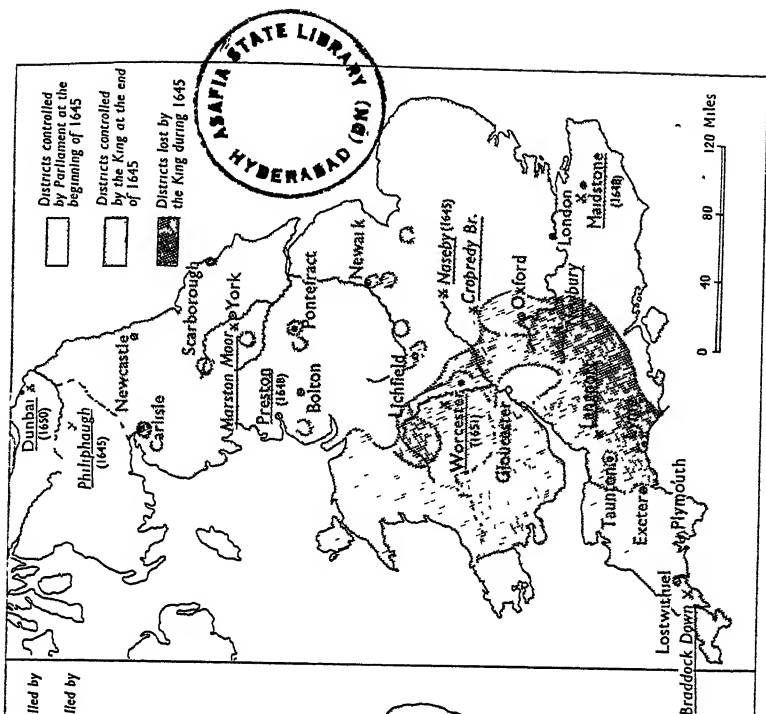 Districts controlled
by Parliament at the
beginning of 1645
Districts controlled
by the King at the end
of 1645
Districts lost by
the King during 1645
ASAFIA STATE LIBRARY
HYDERABAD (DN)
Dunbar
(1650)
Philiphaugh
(1645)
Newcastle
Carlisle
Scarborough
Marston Moor
York
Preston
(1648)
Bolton
Pontefract
Newark
Lichfield
Naseby (1645)
Cropredy Br.
Worcester
(1651)
Gloucester
Oxford
London
Maidstone
(1648)
Langport
Taunton
Exeter
Plymouth
Lostwithiel
Braddock Down
0 40 80 120 Miles
lled by
lled by